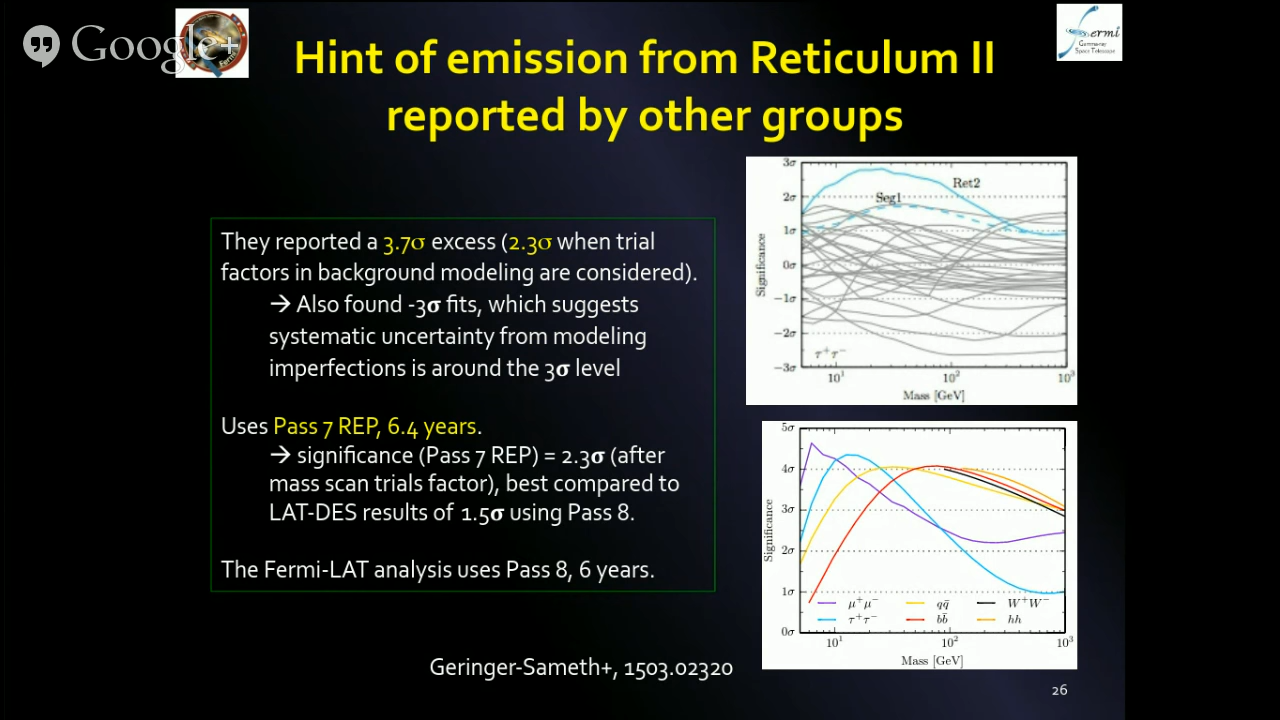 Google+
Fermi
Gamma-ray
Space Telescope
Hint of emission from Reticulum II
reported by other groups
They reported a 3.7σ excess (2.3σ when trial
factors in background modeling are considered).
→ Also found -3σ fits, which suggests
systematic uncertainty from modeling
imperfections is around the 3σ level
Uses Pass 7 REP, 6.4 years.
→ significance (Pass 7 REP) = 2.3σ (after
mass scan trials factor), best compared to
LAT-DES results of 1.5σ using Pass 8.
The Fermi-LAT analysis uses Pass 8, 6 years.
Geringer-Sameth+, 1503.02320
3σ
2σ
1σ
0σ
−1σ
−2σ
−3σ
Significance
Ret2
Seg1
τ⁺τ⁻
10¹ 10² 10³
Mass [GeV]
5σ
4σ
3σ
2σ
1σ
0σ
Significance
μ⁺μ⁻ qq̄ W⁺W⁻
τ⁺τ⁻ bb̄ hh
10¹ 10² 10³
Mass [GeV]
26